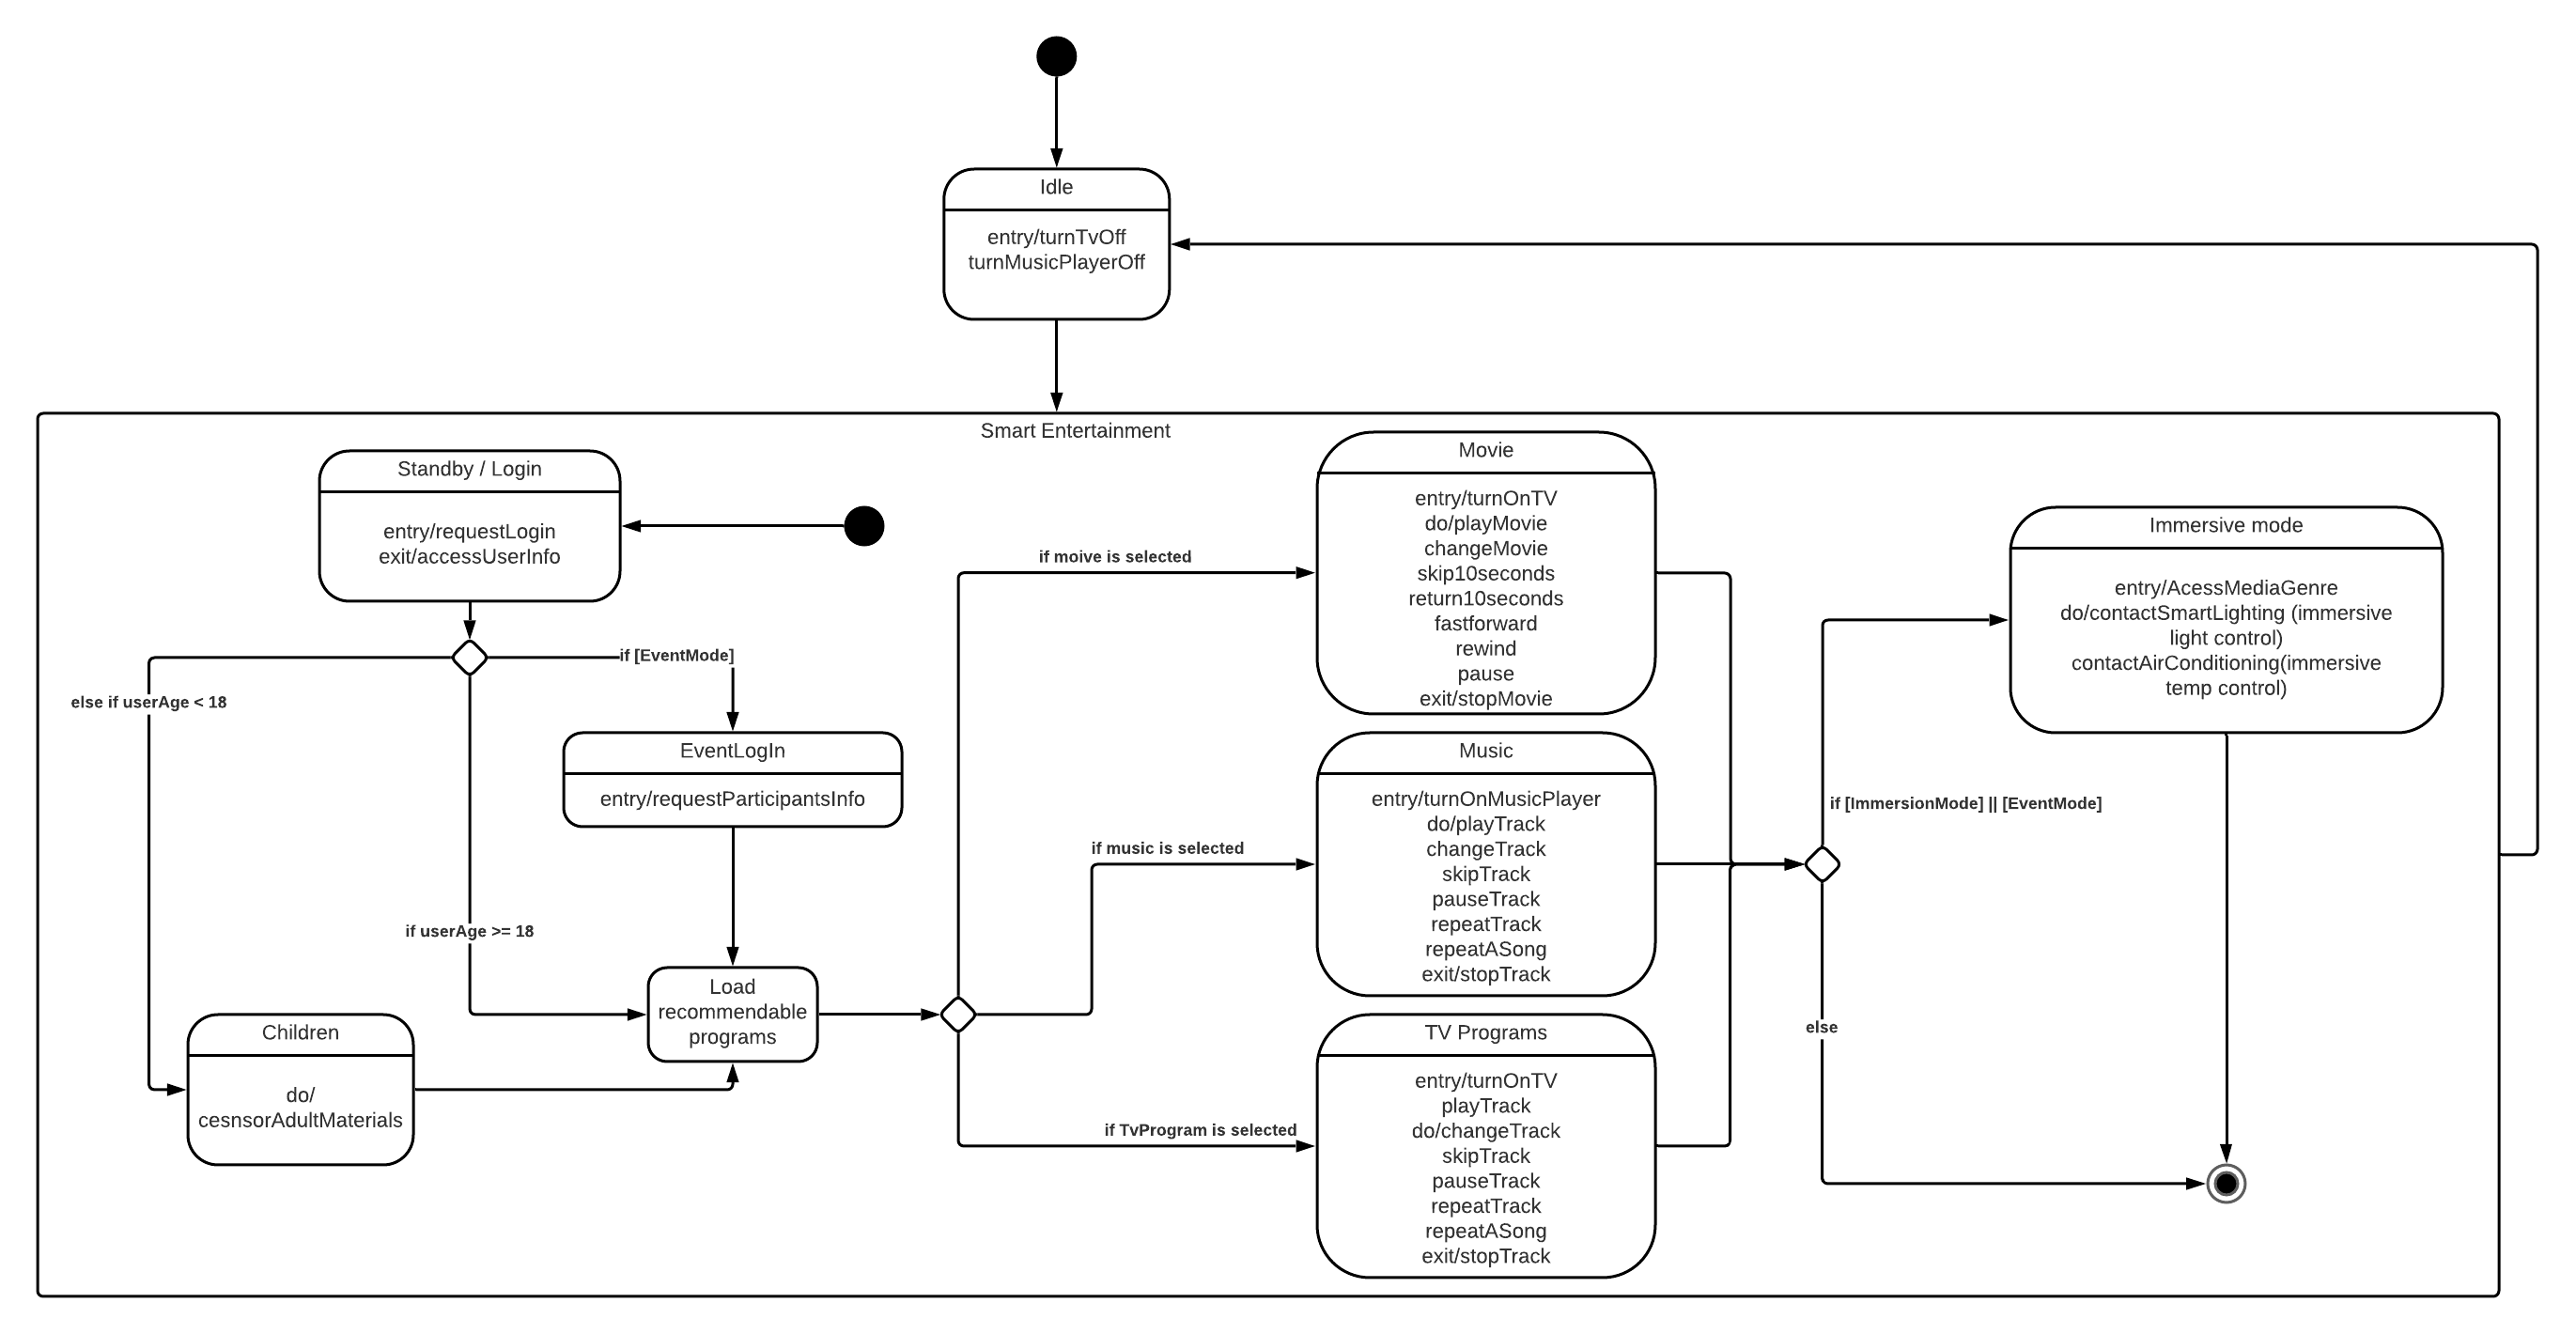 Idle
entry/turnTvOff
turnMusicPlayerOff
Smart Entertainment
Standby / Login
entry/requestLogin
exit/accessUserInfo
if [EventMode]
else if userAge < 18
EventLogIn
entry/requestParticipantsInfo
if userAge >= 18
Load
recommendable
programs
Children
do/
cesnsorAdultMaterials
if moive is selected
if music is selected
if TvProgram is selected
Movie
entry/turnOnTV
do/playMovie
changeMovie
skip10seconds
return10seconds
fastforward
rewind
pause
exit/stopMovie
Music
entry/turnOnMusicPlayer
do/playTrack
changeTrack
skipTrack
pauseTrack
repeatTrack
repeatASong
exit/stopTrack
TV Programs
entry/turnOnTV
playTrack
do/changeTrack
skipTrack
pauseTrack
repeatTrack
repeatASong
exit/stopTrack
Immersive mode
entry/AcessMediaGenre
do/contactSmartLighting (immersive
light control)
contactAirConditioning(immersive
temp control)
if [ImmersionMode] || [EventMode]
else